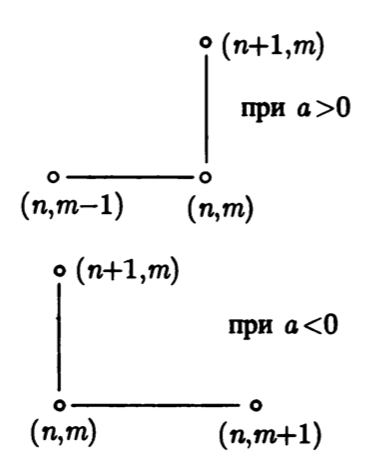 (n+1,m)
при a>0
(n,m−1)
(n,m)
(n+1,m)
при a<0
(n,m)
(n,m+1)